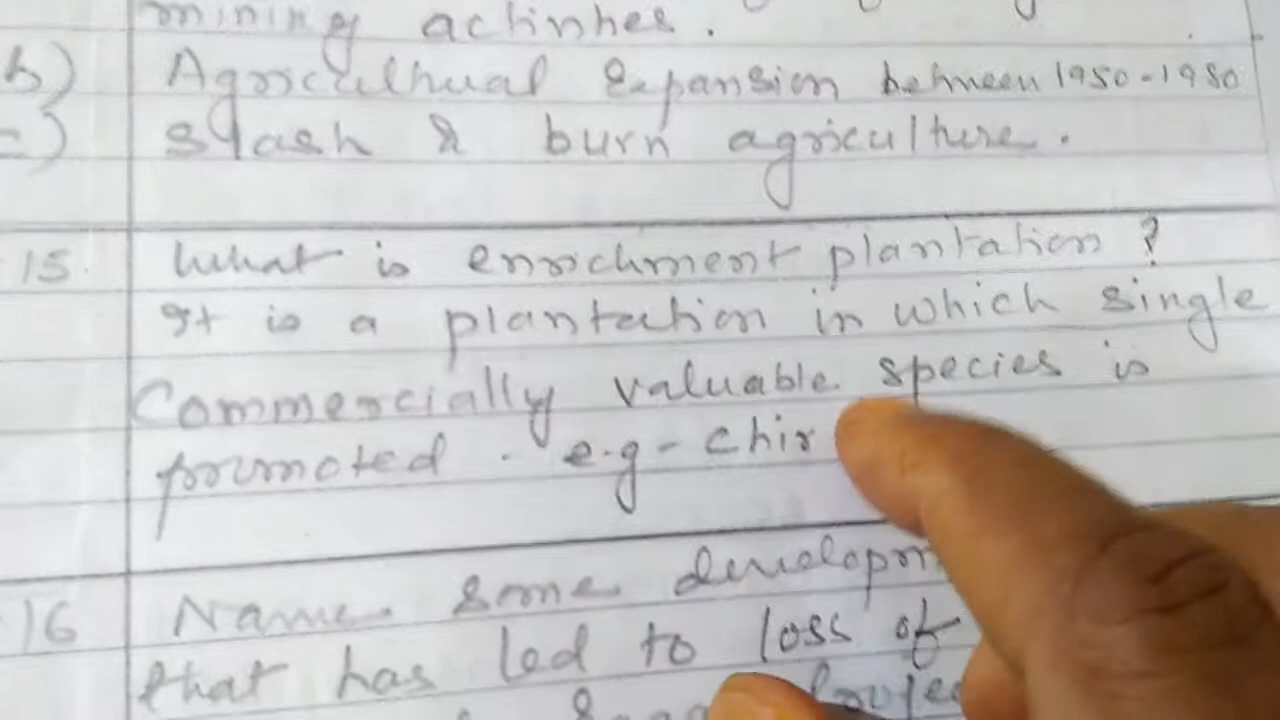 mining activities.
b) Agricultural Expansion between 1950-1980
c) Slash & burn agriculture.
15. What is enrichment plantation?
It is a plantation in which single
Commercially valuable species is
promoted. e.g - Chir
16 Name some
that has led to loss of